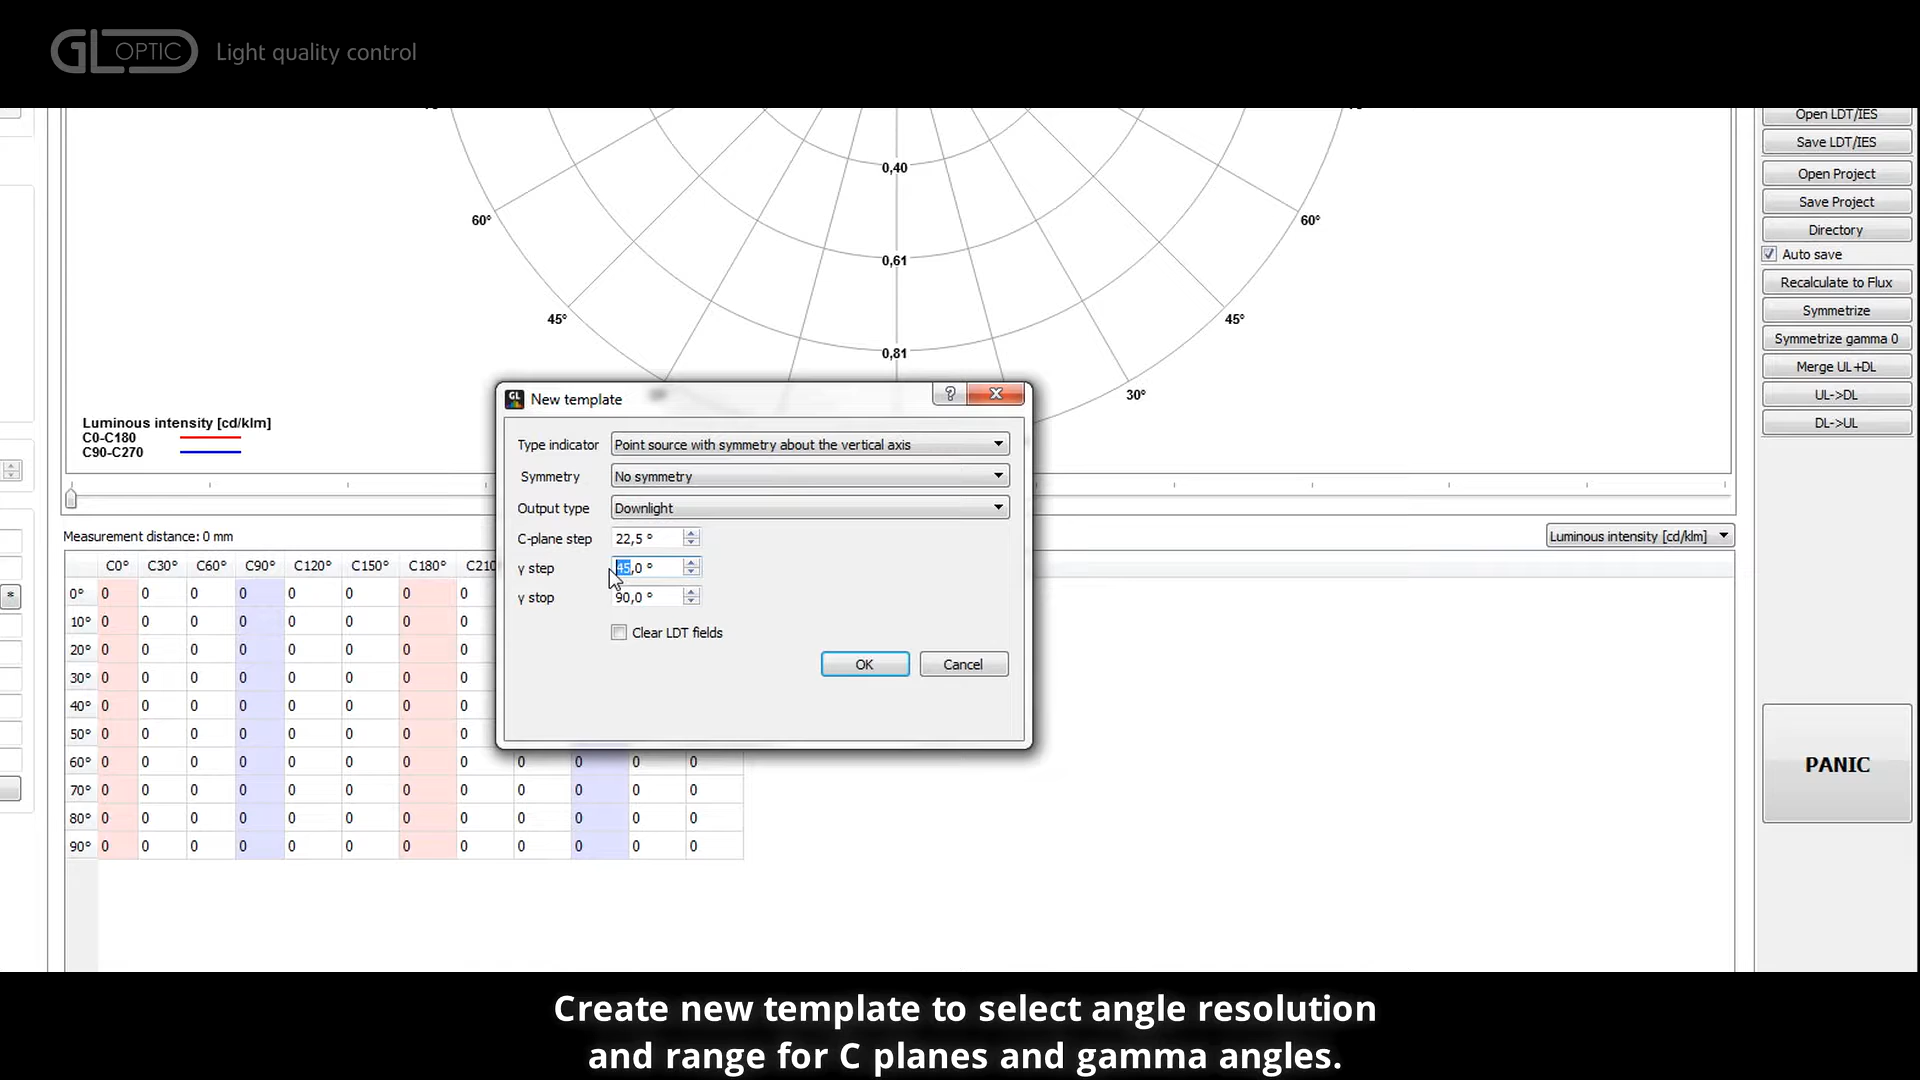 GL OPTIC Light quality control
Open LDT/IES
Save LDT/IES
0,40
Open Project
Save Project
60° 60°
Directory
Auto save
0,61
Recalculate to Flux
Symmetrize
45° 45°
Symmetrize gamma 0
0,81
Merge UL+DL
30°
UL->DL
DL->UL
Luminous intensity [cd/klm]
C0-C180
C90-C270
GL New template ?
Type indicator Point source with symmetry about the vertical axis
Symmetry No symmetry
Output type Downlight
C-plane step 22,5 °
γ step 45,0 °
γ stop 90,0 °
Clear LDT fields
OK Cancel
Measurement distance: 0 mm
Luminous intensity [cd/klm]
C0° C30° C60° C90° C120° C150° C180° C210
0° 0 0 0 0 0 0 0 0
10° 0 0 0 0 0 0 0 0
20° 0 0 0 0 0 0 0 0
30° 0 0 0 0 0 0 0 0
40° 0 0 0 0 0 0 0 0
50° 0 0 0 0 0 0 0 0
60° 0 0 0 0 0 0 0 0 0 0 0 0
70° 0 0 0 0 0 0 0 0 0 0 0 0
80° 0 0 0 0 0 0 0 0 0 0 0 0
90° 0 0 0 0 0 0 0 0 0 0 0 0
*
PANIC
Create new template to select angle resolution
and range for C planes and gamma angles.